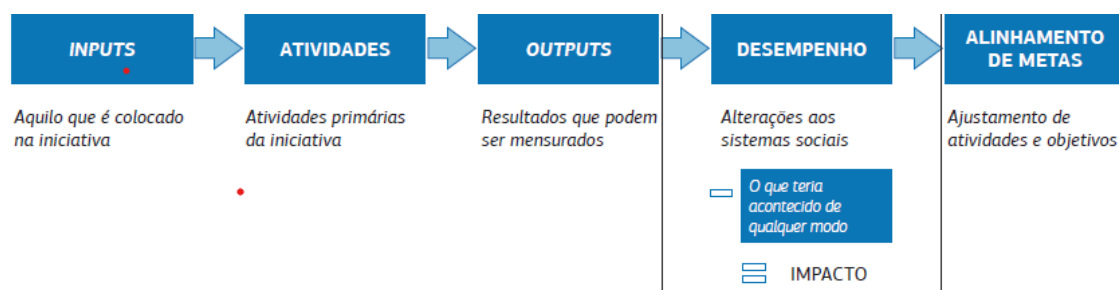 INPUTS
ATIVIDADES
OUTPUTS
DESEMPENHO
ALINHAMENTO
DE METAS
Aquilo que é colocado
na iniciativa
Atividades primárias
da iniciativa
Resultados que podem
ser mensurados
Alterações aos
sistemas sociais
Ajustamento de
atividades e objetivos
O que teria
acontecido de
qualquer modo
IMPACTO